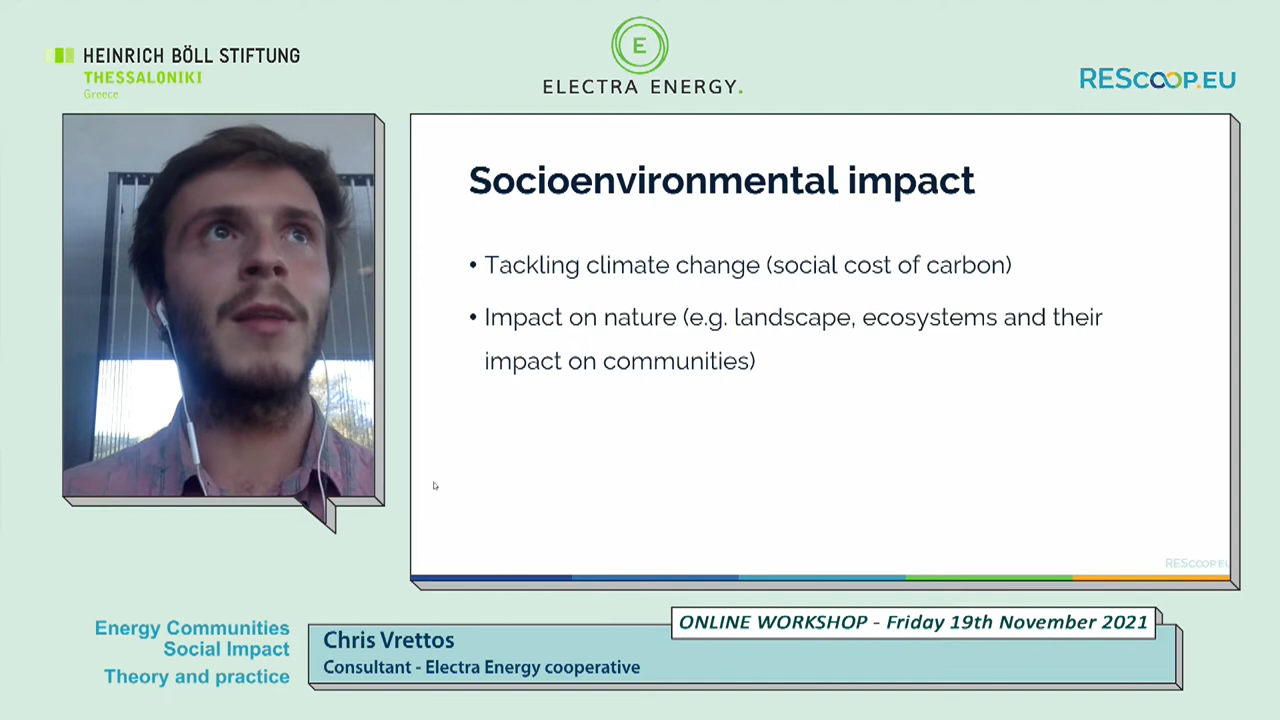 HEINRICH BÖLL STIFTUNG
THESSALONIKI
Greece
E
ELECTRA ENERGY.
REScoop.EU
Socioenvironmental impact
• Tackling climate change (social cost of carbon)
• Impact on nature (e.g. landscape, ecosystems and their
impact on communities)
REScoop.EU
Energy Communities
Social Impact
Theory and practice
ONLINE WORKSHOP - Friday 19th November 2021
Chris Vrettos
Consultant - Electra Energy cooperative